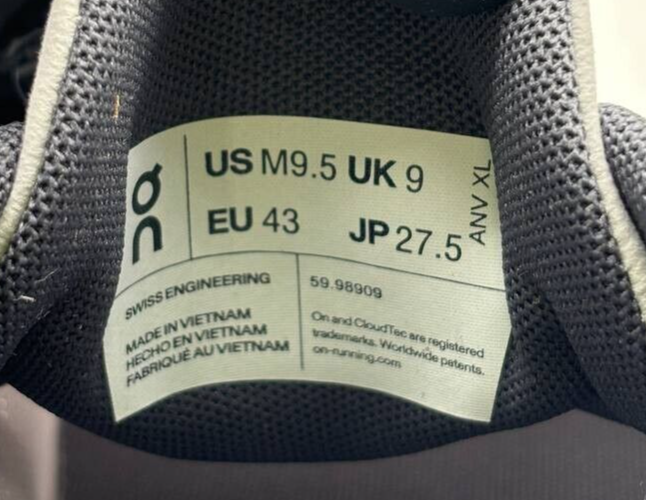 on
US M9.5 UK 9
EU 43 JP 27.5
ANV XL
SWISS ENGINEERING
MADE IN VIETNAM
HECHO EN VIETNAM
FABRIQUÉ AU VIETNAM
59.98909
On and CloudTec are registered
trademarks. Worldwide patents.
on-running.com